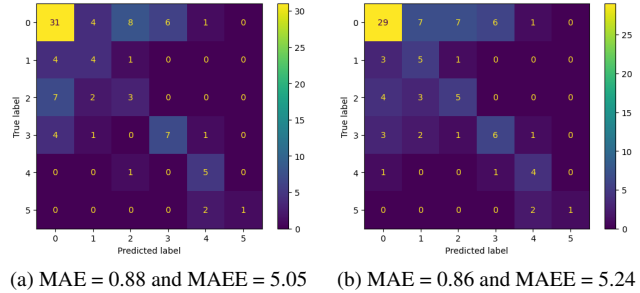 0 31 4 8 6 1 0
1 4 4 1 0 0 0
2 7 2 3 0 0 0
3 4 1 0 7 1 0
4 0 0 1 0 5 0
5 0 0 0 0 2 1
0 1 2 3 4 5
Predicted label
True label
30
25
20
15
10
5
0
(a) MAE = 0.88 and MAEE = 5.05
0 29 7 7 6 1 0
1 3 5 1 0 0 0
2 4 3 5 0 0 0
3 3 2 1 6 1 0
4 1 0 0 1 4 0
5 0 0 0 0 2 1
0 1 2 3 4 5
Predicted label
True label
25
20
15
10
5
0
(b) MAE = 0.86 and MAEE = 5.24